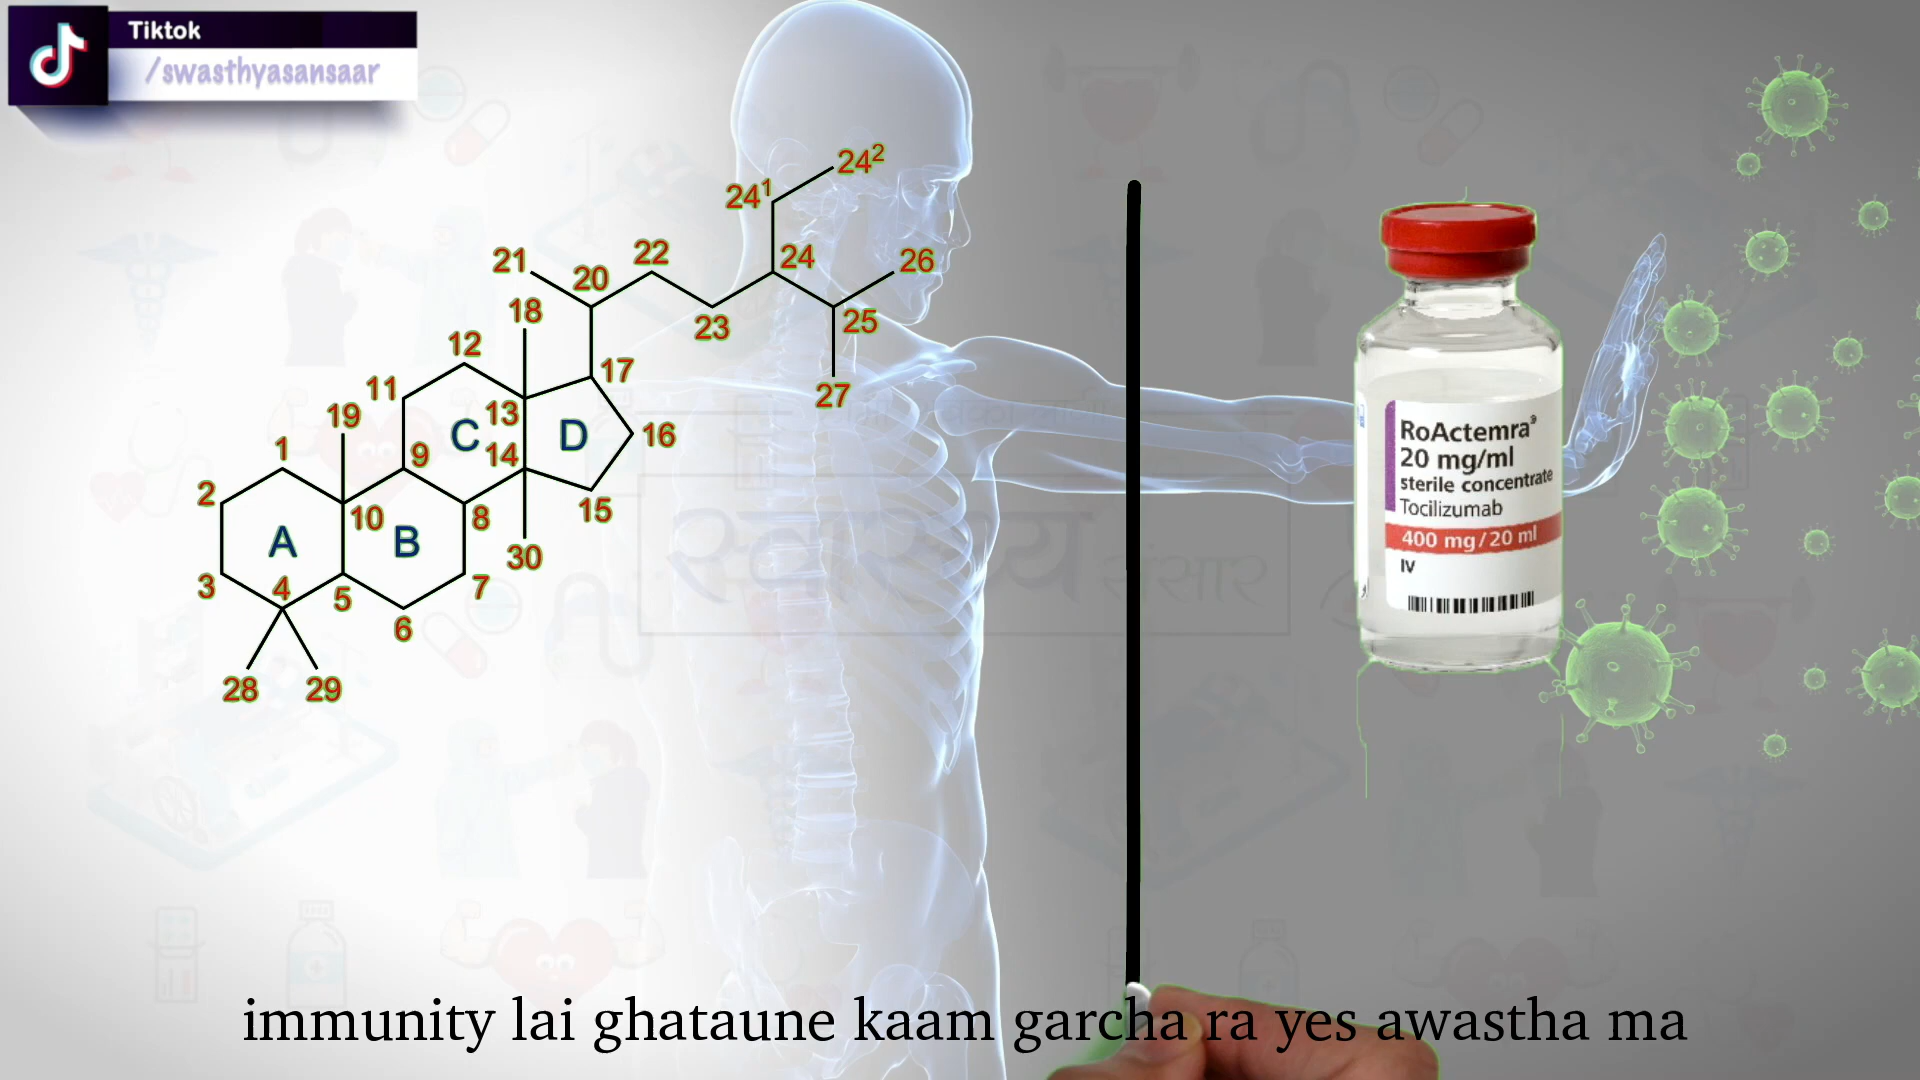 Tiktok
/swasthyasansaar
24²
24¹
21
20
22
24
26
18
23
25
12
17
27
11
19
13
C
D
16
1
9
14
2
10
8
15
A
B
30
3
4
5
7
6
28
29
स्वास्थ्य संसार
RoActemra®
20 mg/ml
sterile concentrate
Tocilizumab
400 mg/20 ml
IV
immunity lai ghataune kaam garcha ra yes awastha ma